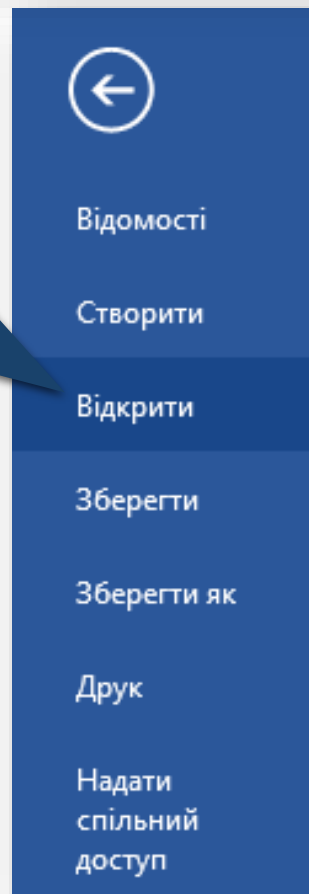 Відомості
Створити
Відкрити
Зберегти
Зберегти як
Друк
Надати
спільний
доступ